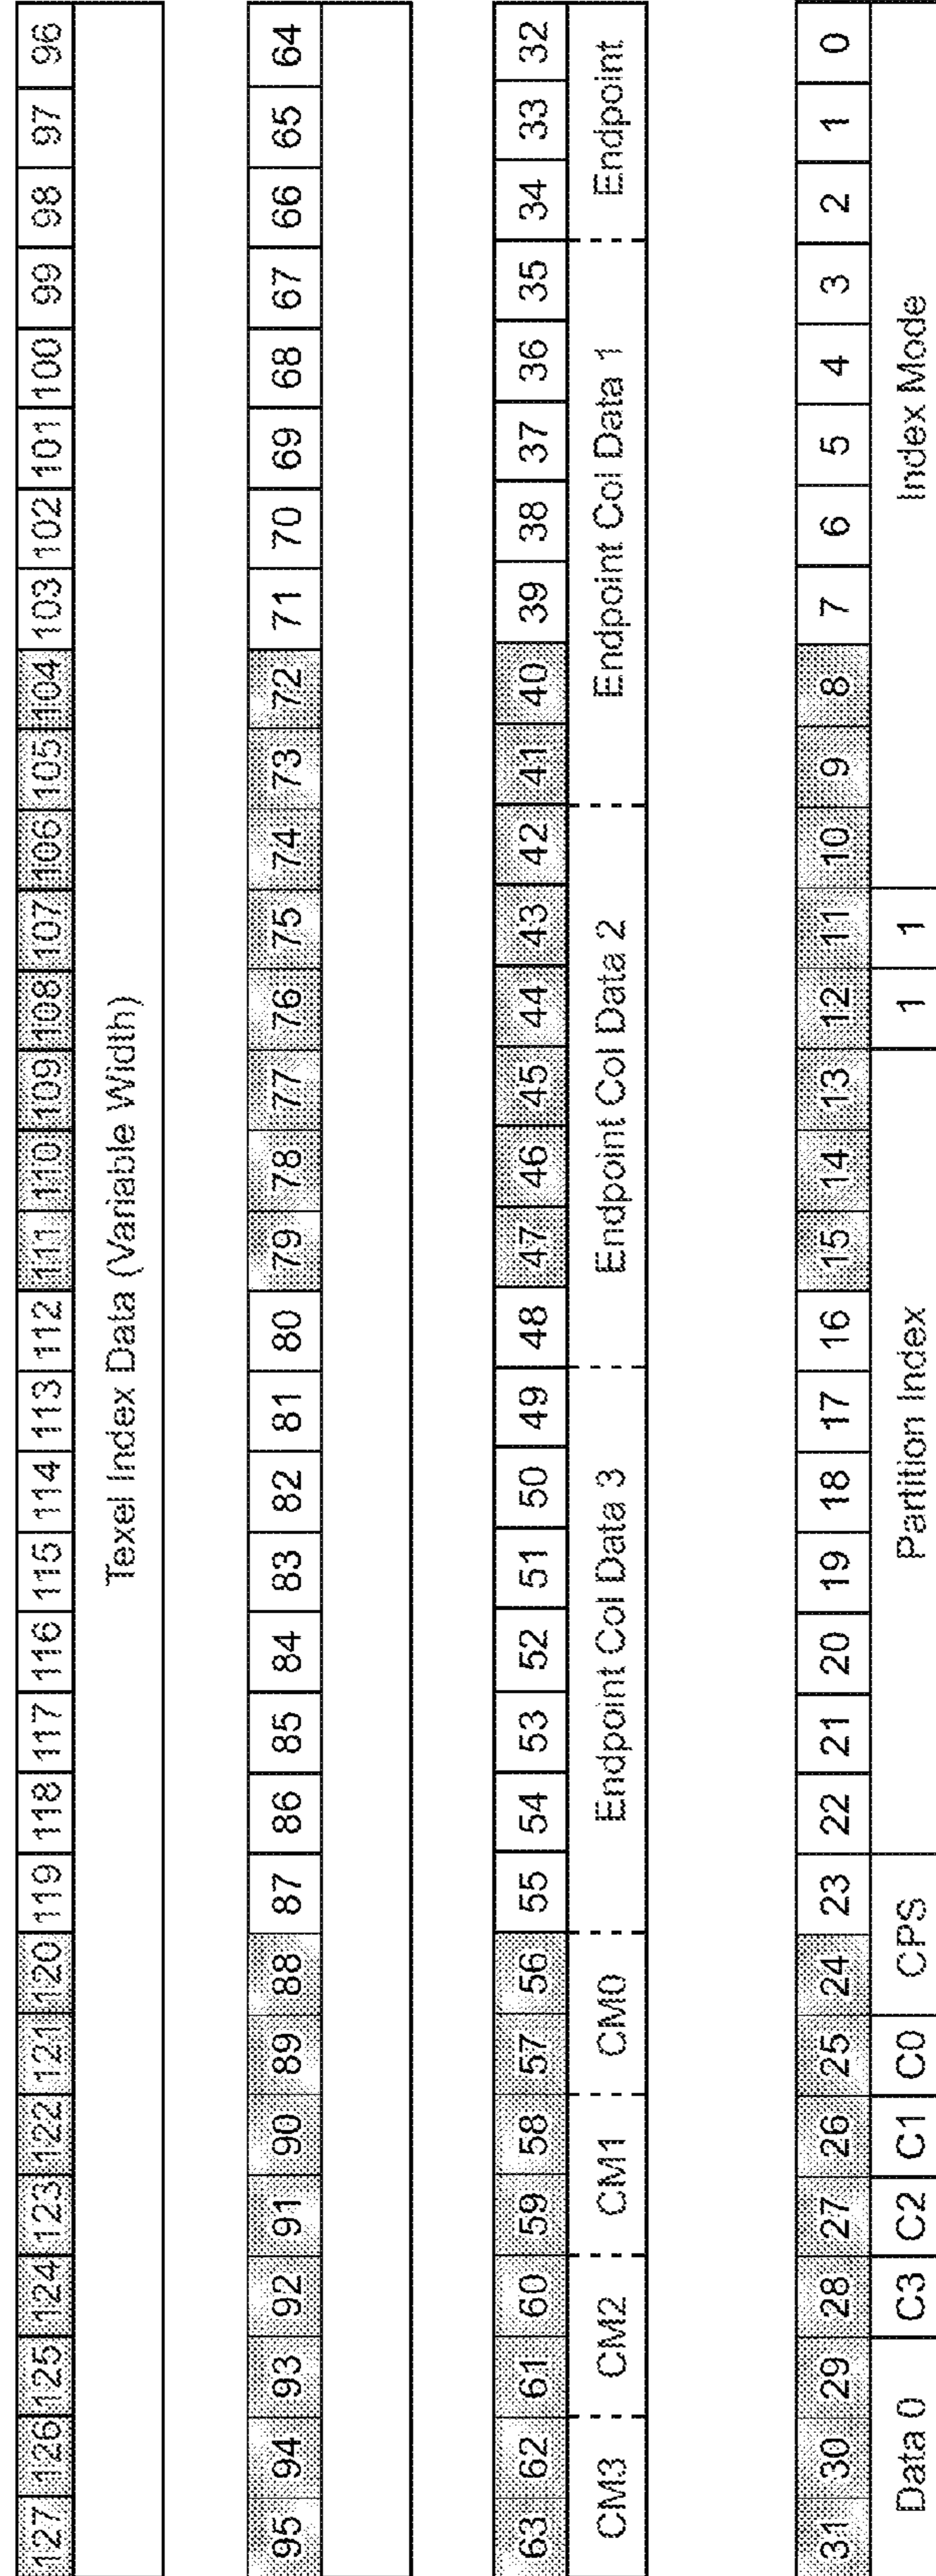 127 126 125 124 123 122 121 120 119 118 117 116 115 114 113 112 111 110 109 108 107 106 105 104 103 102 101 100 99 98 97 96
Texel Index Data (Variable Width)
95 94 93 92 91 90 89 88 87 86 85 84 83 82 81 80 79 78 77 76 75 74 73 72 71 70 69 68 67 66 65 64
63 62 61 60 59 58 57 56 55 54 53 52 51 50 49 48 47 46 45 44 43 42 41 40 39 38 37 36 35 34 33 32
CM3 CM2 CM1 CM0 Endpoint Col Data 3 Endpoint Col Data 2 Endpoint Col Data 1 Endpoint
31 30 29 28 27 26 25 24 23 22 21 20 19 18 17 16 15 14 13 12 11 10 9 8 7 6 5 4 3 2 1 0
Data 0 C3 C2 C1 C0 CPS Partition Index 1 1 Index Mode